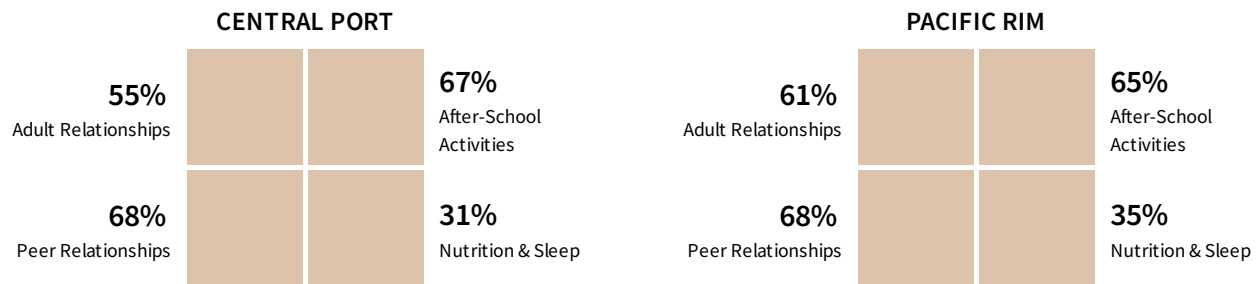 CENTRAL PORT
55%
Adult Relationships
67%
After-School
Activities
68%
Peer Relationships
31%
Nutrition & Sleep
PACIFIC RIM
61%
Adult Relationships
65%
After-School
Activities
68%
Peer Relationships
35%
Nutrition & Sleep